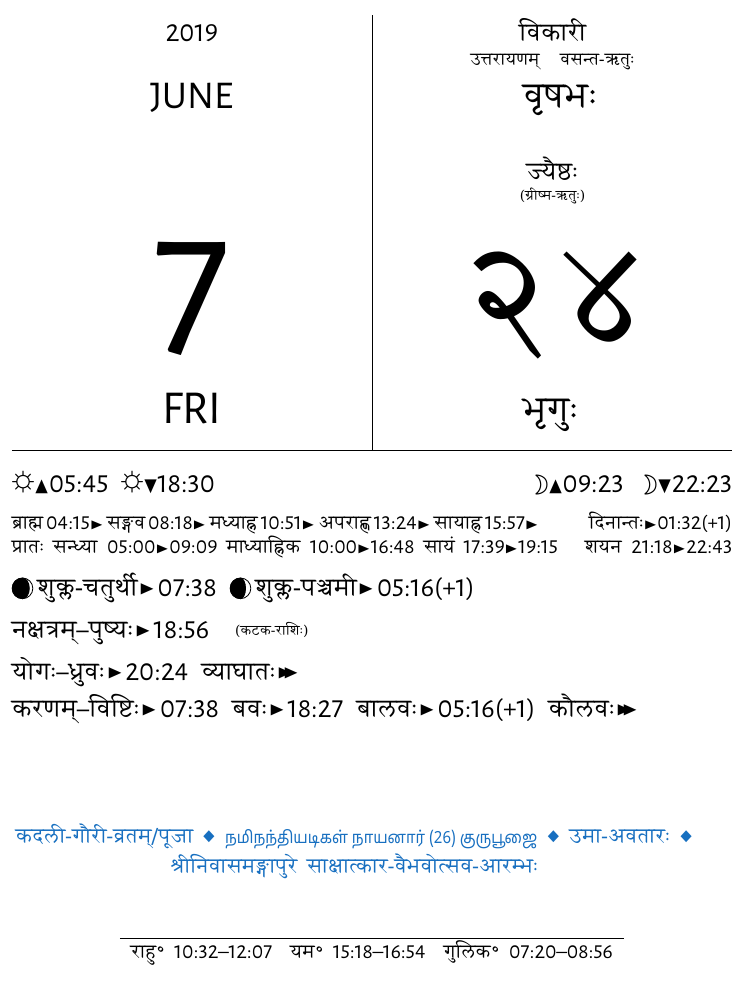 2019
JUNE
7
FRI
विकारी
उत्तरायणम् वसन्त-ऋतुः
वृषभः
ज्यैष्ठः
(ग्रीष्म-ऋतुः)
२४
भृगुः
☼▲05:45 ☼▼18:30 ☽▲09:23 ☽▼22:23
ब्राह्म 04:15► सङ्गव 08:18► मध्याह्न 10:51► अपराह्ण 13:24► सायाह्न 15:57► दिनान्तः►01:32(+1)
प्रातः सन्ध्या 05:00►09:09 माध्याह्निक 10:00►16:48 सायं 17:39►19:15 शयन 21:18►22:43
शुक्ल-चतुर्थी►07:38 शुक्ल-पञ्चमी►05:16(+1)
नक्षत्रम्–पुष्यः►18:56 (कटक-राशिः)
योगः–ध्रुवः►20:24 व्याघातः►►
करणम्–विष्टिः►07:38 बवः►18:27 बालवः►05:16(+1) कौलवः►►
कदली-गौरी-व्रतम्/पूजा ◆ நமிநந்தியடிகள் நாயனார் (26) குருபூஜை ◆ उमा-अवतारः ◆
श्रीनिवासमङ्गापुरे साक्षात्कार-वैभवोत्सव-आरम्भः
राहु° 10:32–12:07 यम° 15:18–16:54 गुलिक° 07:20–08:56